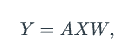 Y = AXW,